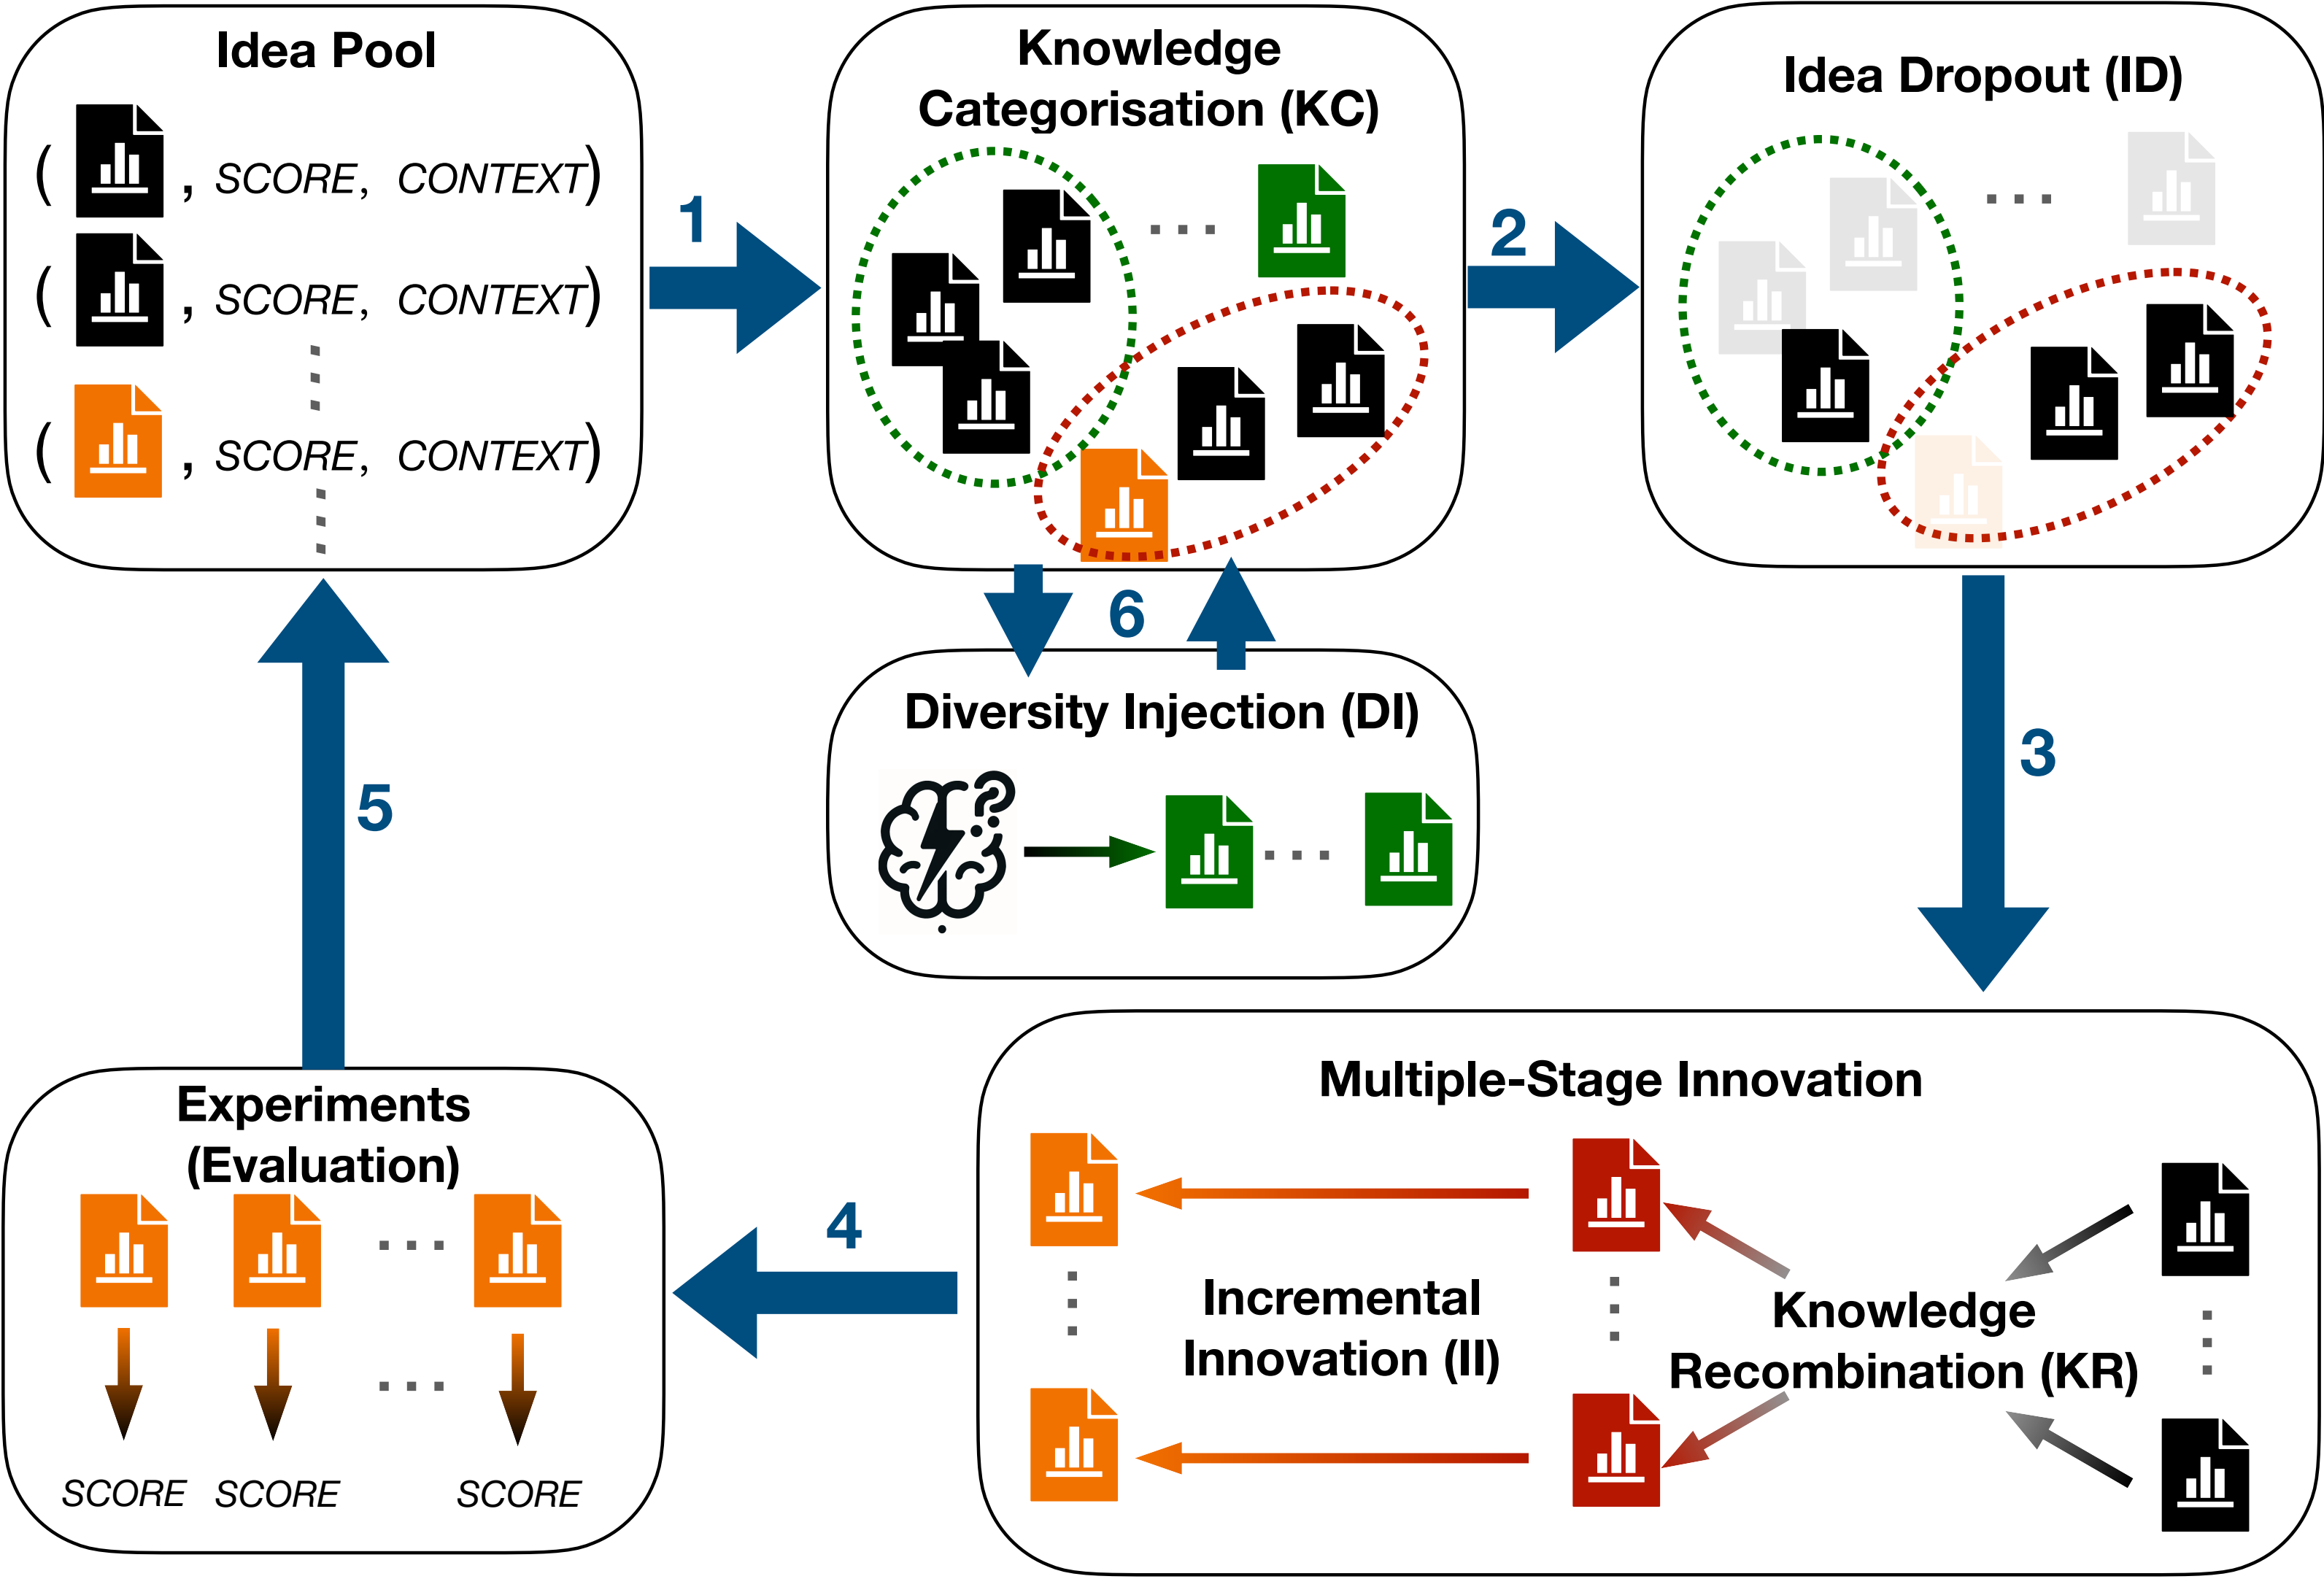 Idea Pool
( , SCORE, CONTEXT)
( , SCORE, CONTEXT)
( , SCORE, CONTEXT)
1
Knowledge
Categorisation (KC)
2
Idea Dropout (ID)
6
Diversity Injection (DI)
3
5
Multiple-Stage Innovation
Incremental
Innovation (II)
Knowledge
Recombination (KR)
4
Experiments
(Evaluation)
SCORE SCORE SCORE